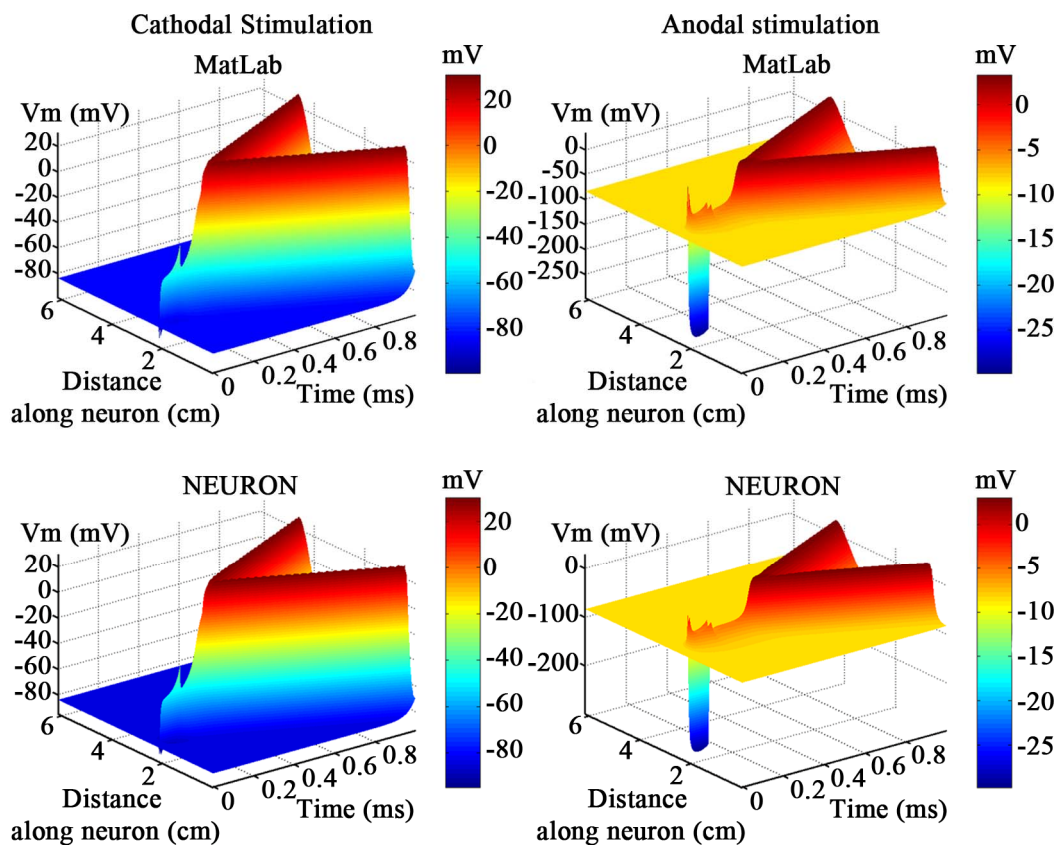 Cathodal Stimulation
MatLab
mV
Vm (mV)
20
0
-20
-40
-60
-80
6
4
2
0
0.2
0.4
0.6
0.8
Distance
along neuron (cm)
Time (ms)
20
0
-20
-40
-60
-80
Anodal stimulation
MatLab
mV
Vm (mV)
0
-50
-100
-150
-200
-250
6
4
2
0
0.2
0.4
0.6
0.8
Distance
along neuron (cm)
Time (ms)
0
-5
-10
-15
-20
-25
NEURON
mV
Vm (mV)
20
0
-20
-40
-60
-80
6
4
2
0
0.2
0.4
0.6
0.8
Distance
along neuron (cm)
Time (ms)
20
0
-20
-40
-60
-80
NEURON
mV
Vm (mV)
0
-100
-200
6
4
2
0
0.2
0.4
0.6
0.8
Distance
along neuron (cm)
Time (ms)
0
-5
-10
-15
-20
-25